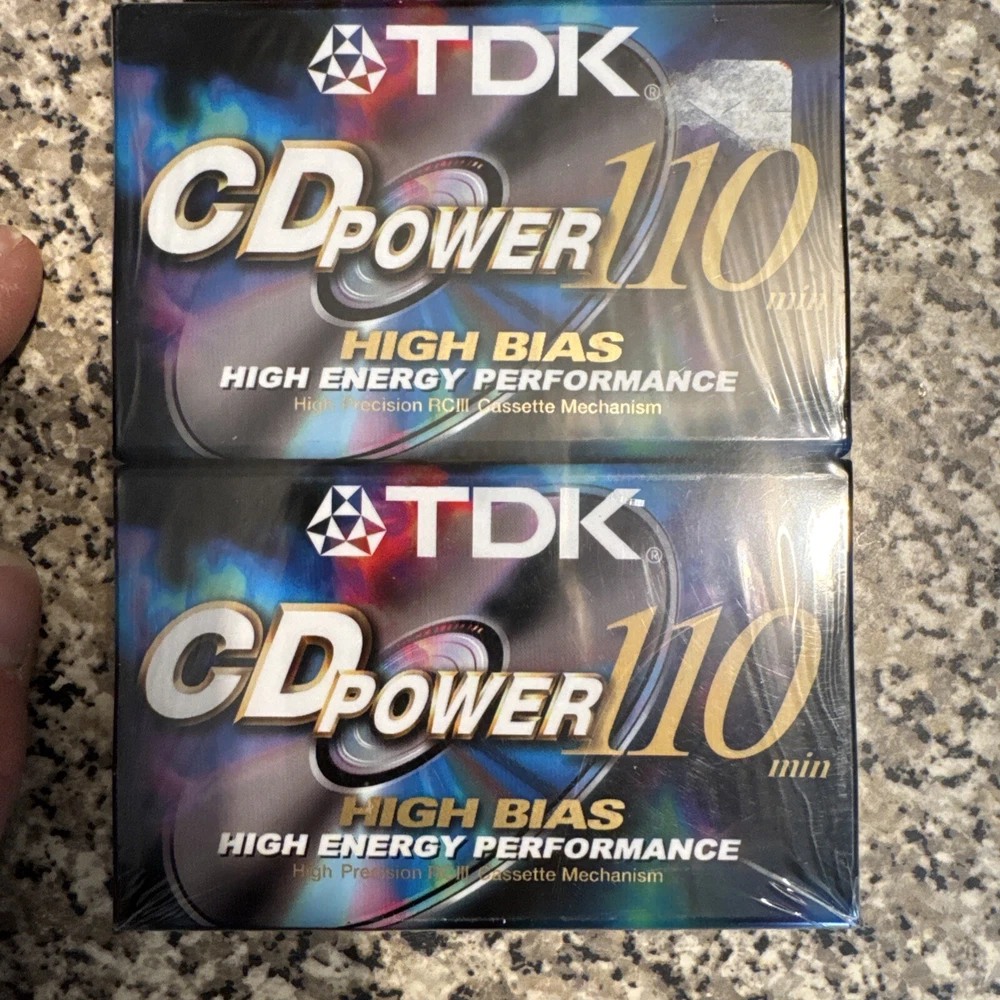 TDK®
CD POWER 110
min
HIGH BIAS
HIGH ENERGY PERFORMANCE
High Precision RCIII Cassette Mechanism
TDK®
CD POWER 110
min
HIGH BIAS
HIGH ENERGY PERFORMANCE
High Precision RCIII Cassette Mechanism